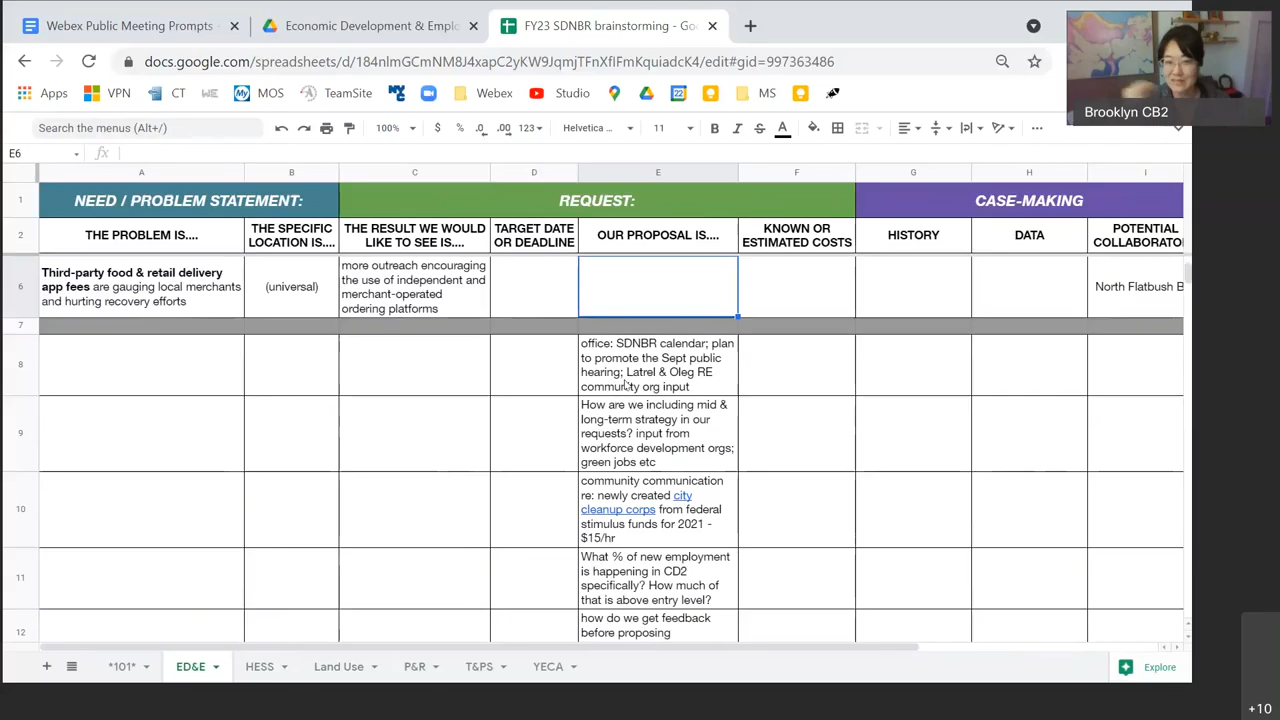 Webex Public Meeting Prompts -
Economic Development & Emplo
FY23 SDNBR brainstorming - Goo
docs.google.com/spreadsheets/d/184nlmGCmNM8J4xapC2yKW9JqmjTFnXfIFmKquiadcK4/edit#gid=997363486
Apps VPN CT WE MOS TeamSite Webex Studio MS
Brooklyn CB2
Search the menus (Alt+/) 100% $ % .0 .00 123 Helvetica ... 11 B I S A
E6 fx
A B C D E F G H I
1 NEED / PROBLEM STATEMENT: REQUEST: CASE-MAKING
2 THE PROBLEM IS.... THE SPECIFIC LOCATION IS.... THE RESULT WE WOULD LIKE TO SEE IS.... TARGET DATE OR DEADLINE OUR PROPOSAL IS.... KNOWN OR ESTIMATED COSTS HISTORY DATA POTENTIAL COLLABORATO
6
Third-party food & retail delivery
app fees are gauging local merchants
and hurting recovery efforts
(universal)
more outreach encouraging
the use of independent and
merchant-operated
ordering platforms
North Flatbush B
7
8
office: SDNBR calendar; plan
to promote the Sept public
hearing; Latrel & Oleg RE
community org input
9
How are we including mid &
long-term strategy in our
requests? input from
workforce development orgs;
green jobs etc
10
community communication
re: newly created city
cleanup corps from federal
stimulus funds for 2021 -
$15/hr
11
What % of new employment
is happening in CD2
specifically? How much of
that is above entry level?
12
how do we get feedback
before proposing
*101* ED&E HESS Land Use P&R T&PS YECA Explore
+10